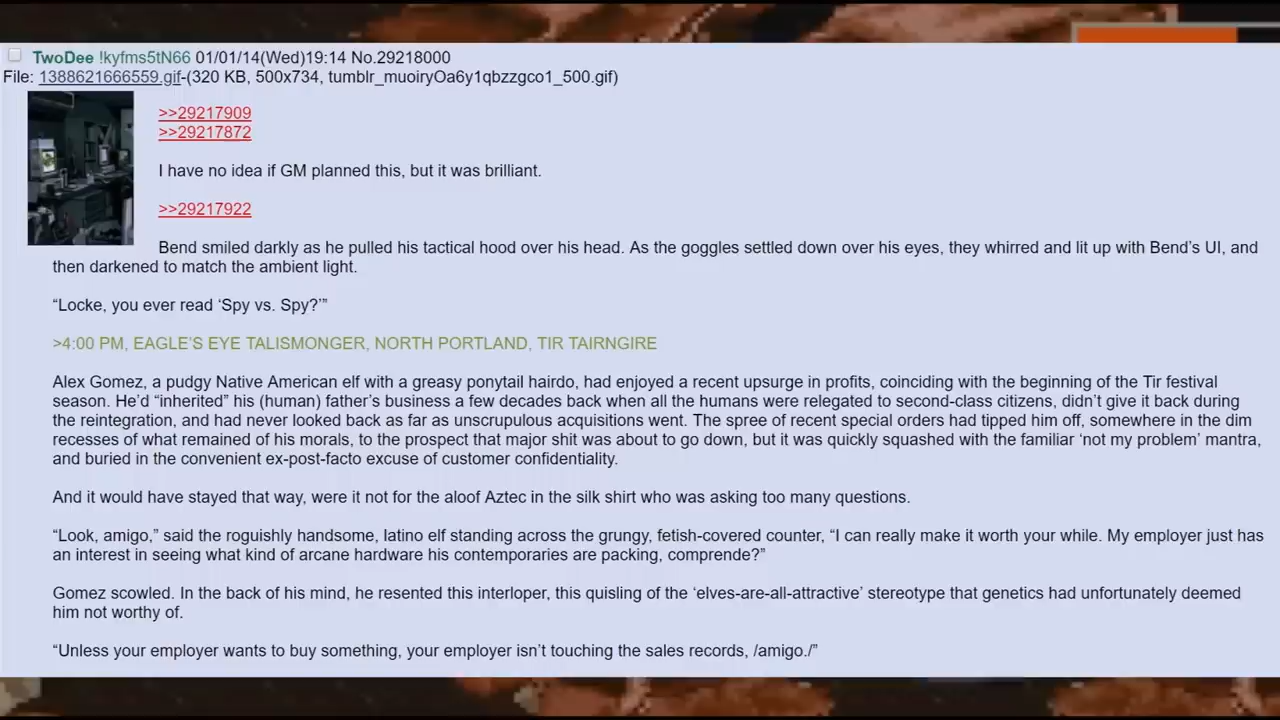 TwoDee !kyfms5tN66 01/01/14(Wed)19:14 No.29218000
File: 1388621666559.gif-(320 KB, 500x734, tumblr_muoiryOa6y1qbzzgco1_500.gif)
>>29217909
>>29217872
I have no idea if GM planned this, but it was brilliant.
>>29217922
Bend smiled darkly as he pulled his tactical hood over his head. As the goggles settled down over his eyes, they whirred and lit up with Bend’s UI, and
then darkened to match the ambient light.
“Locke, you ever read ‘Spy vs. Spy?’”
>4:00 PM, EAGLE’S EYE TALISMONGER, NORTH PORTLAND, TIR TAIRNGIRE
Alex Gomez, a pudgy Native American elf with a greasy ponytail hairdo, had enjoyed a recent upsurge in profits, coinciding with the beginning of the Tir festival
season. He’d “inherited” his (human) father’s business a few decades back when all the humans were relegated to second-class citizens, didn’t give it back during
the reintegration, and had never looked back as far as unscrupulous acquisitions went. The spree of recent special orders had tipped him off, somewhere in the dim
recesses of what remained of his morals, to the prospect that major shit was about to go down, but it was quickly squashed with the familiar ‘not my problem’ mantra,
and buried in the convenient ex-post-facto excuse of customer confidentiality.
And it would have stayed that way, were it not for the aloof Aztec in the silk shirt who was asking too many questions.
“Look, amigo,” said the roguishly handsome, latino elf standing across the grungy, fetish-covered counter, “I can really make it worth your while. My employer just has
an interest in seeing what kind of arcane hardware his contemporaries are packing, comprende?”
Gomez scowled. In the back of his mind, he resented this interloper, this quisling of the ‘elves-are-all-attractive’ stereotype that genetics had unfortunately deemed
him not worthy of.
“Unless your employer wants to buy something, your employer isn’t touching the sales records, /amigo./”